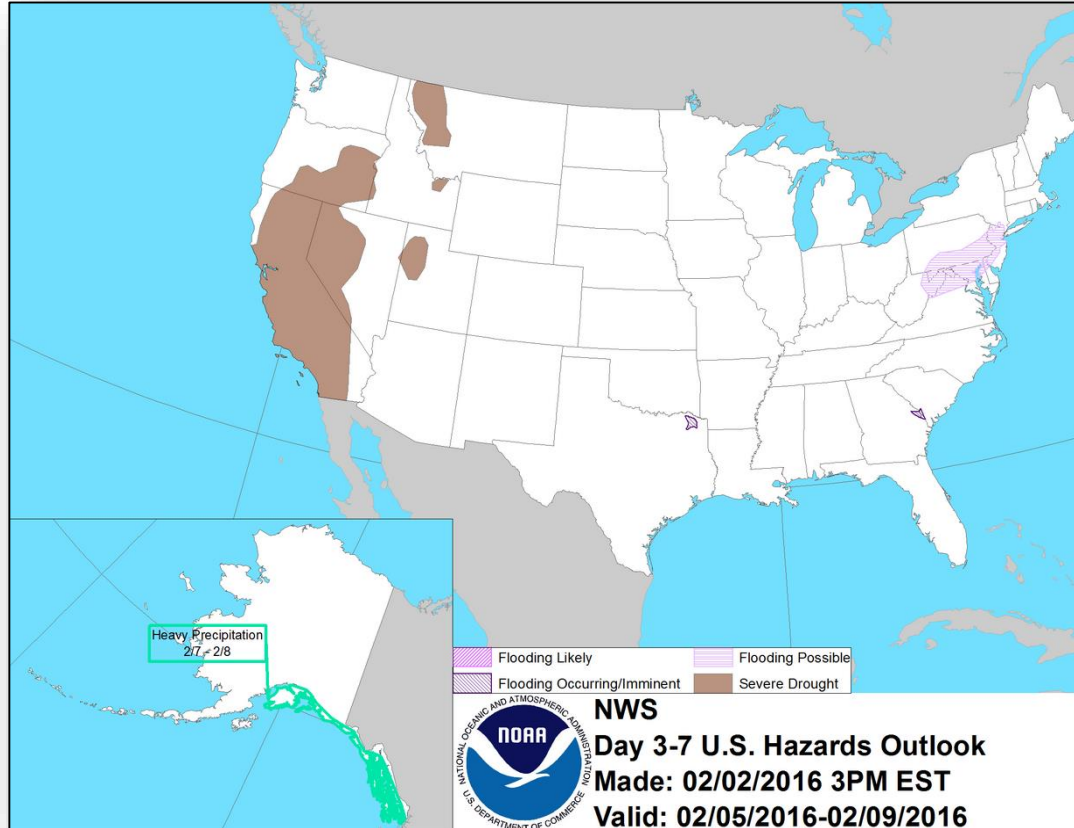 Heavy Precipitation
2/7 - 2/8
Flooding Likely
Flooding Possible
Flooding Occurring/Imminent
Severe Drought
NATIONAL OCEANIC AND ATMOSPHERIC ADMINISTRATION
NOAA
U.S. DEPARTMENT OF COMMERCE
NWS
Day 3-7 U.S. Hazards Outlook
Made: 02/02/2016 3PM EST
Valid: 02/05/2016-02/09/2016